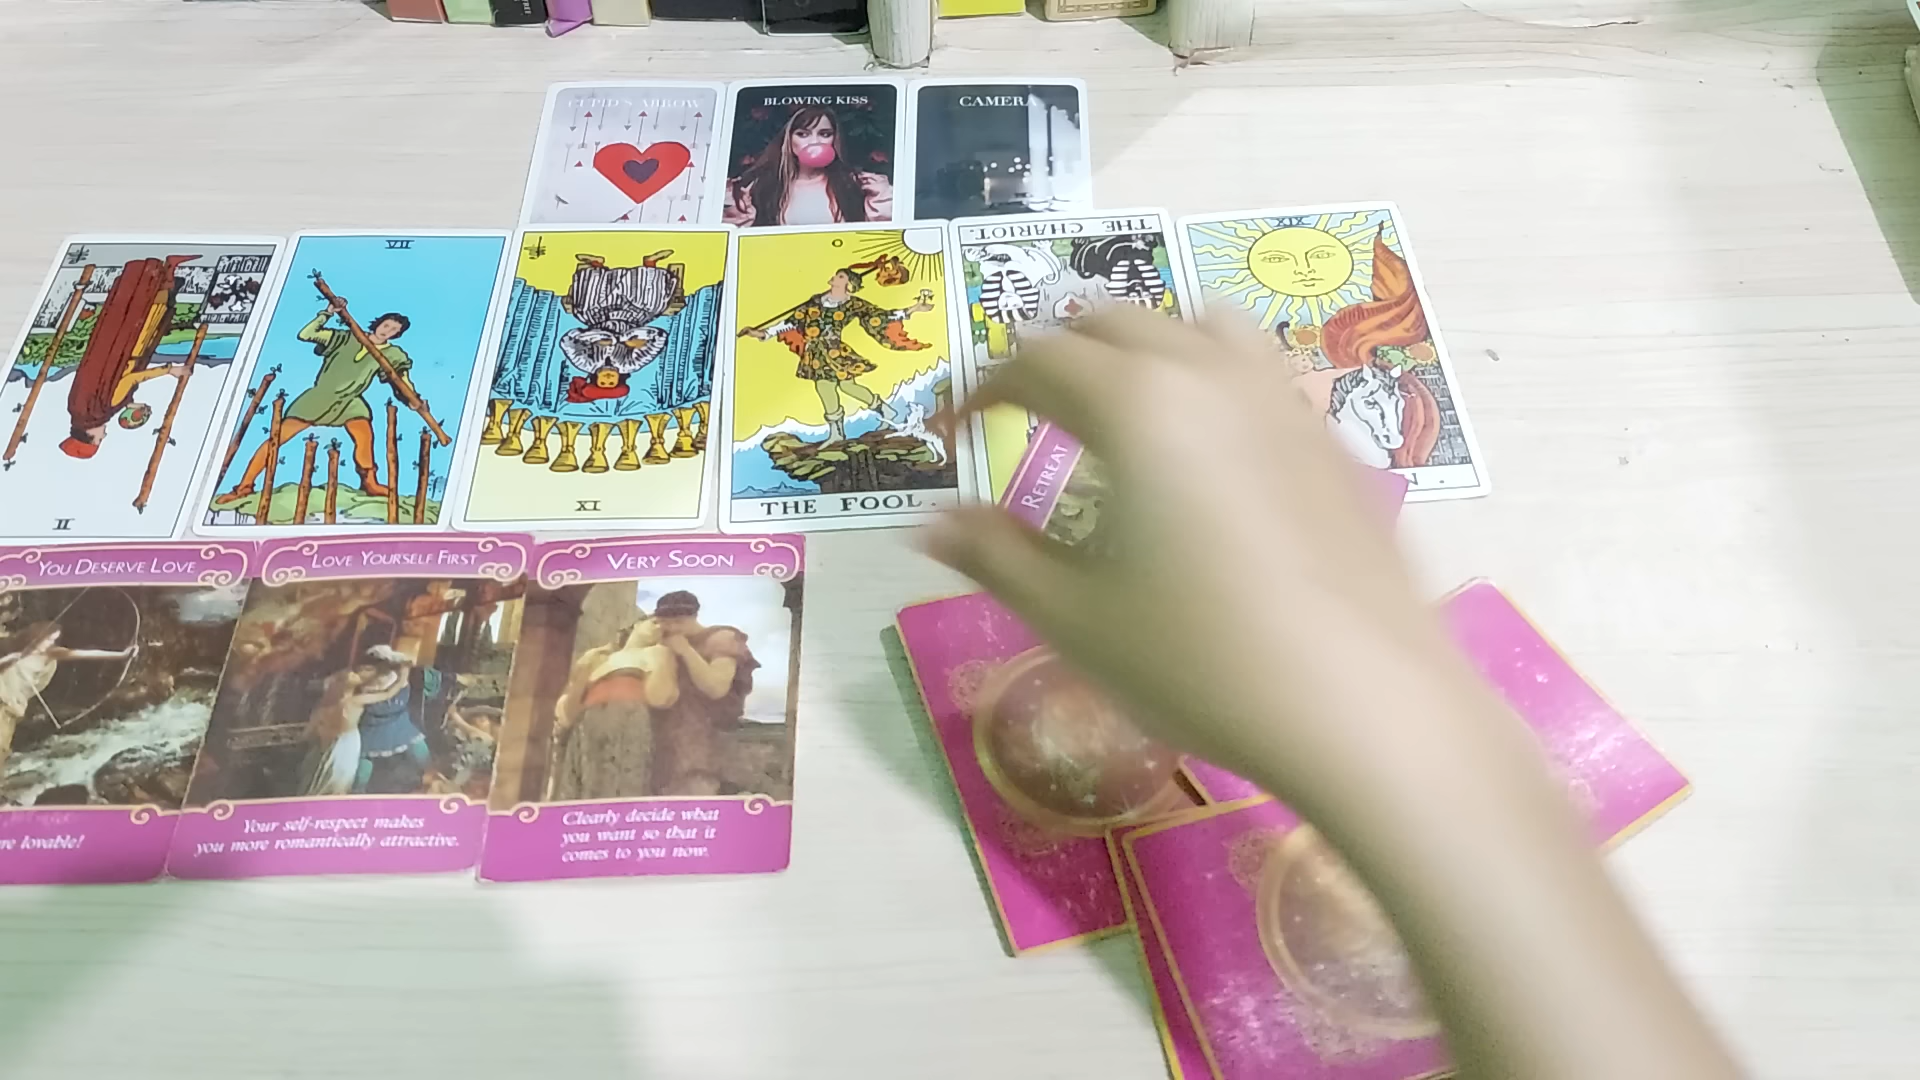 CUPID'S ARROW
BLOWING KISS
CAMERA
VII
XIX
THE CHARIOT.
O
II
XI
THE FOOL.
RETREAT
YOU DESERVE LOVE
LOVE YOURSELF FIRST
VERY SOON
lovable!
Your self-respect makes
you more romantically attractive.
Clearly decide what
you want so that it
comes to you now.